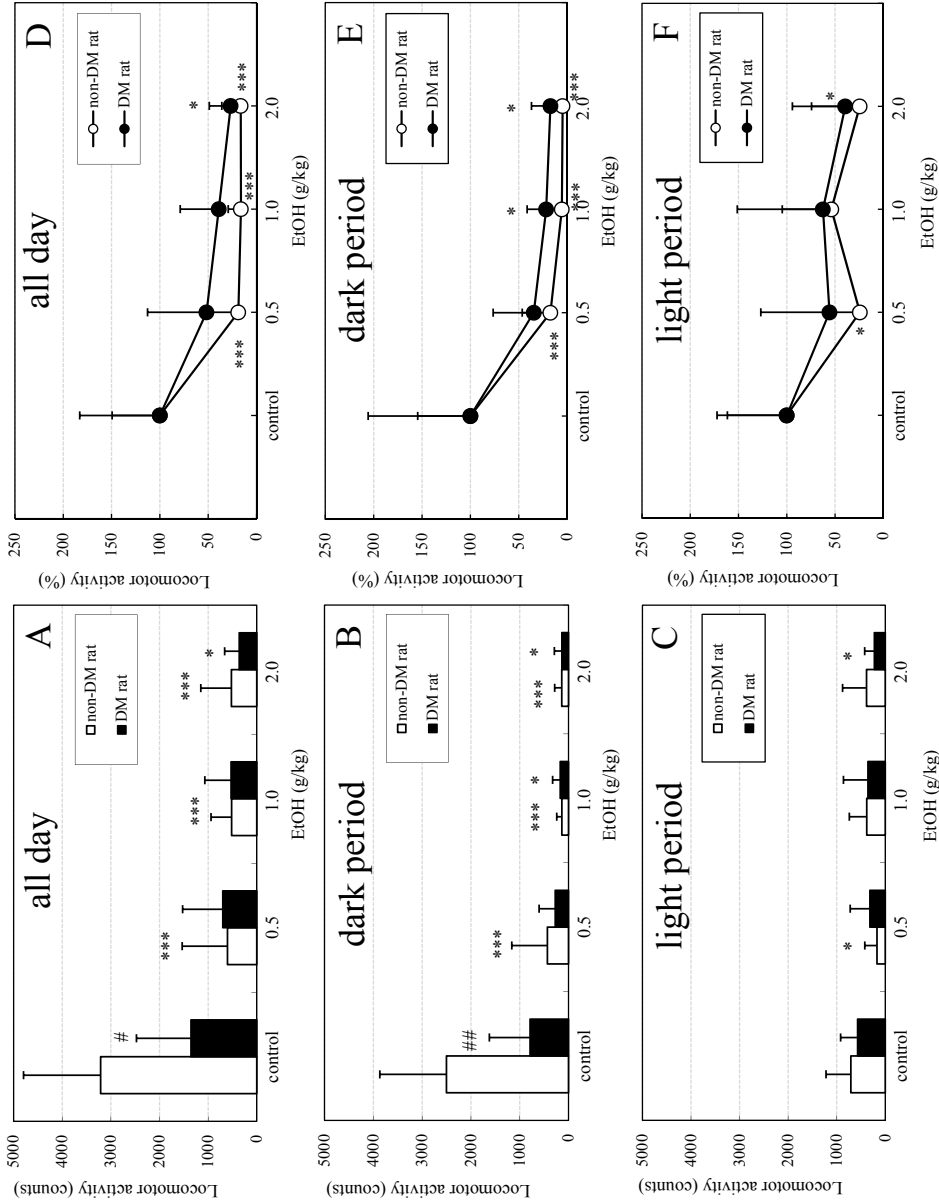 A
all day
Locomotor activity (counts)
5000
4000
3000
2000
1000
0
non-DM rat
DM rat
#
***
***
***
*
control
0.5
1.0
2.0
EtOH (g/kg)
B
dark period
Locomotor activity (counts)
5000
4000
3000
2000
1000
0
non-DM rat
DM rat
##
***
***
*
***
*
control
0.5
1.0
2.0
EtOH (g/kg)
C
light period
Locomotor activity (counts)
5000
4000
3000
2000
1000
0
non-DM rat
DM rat
*
*
control
0.5
1.0
2.0
EtOH (g/kg)
D
all day
Locomotor activity (%)
250
200
150
100
50
0
non-DM rat
DM rat
***
***
*
***
control
0.5
1.0
2.0
EtOH (g/kg)
E
dark period
Locomotor activity (%)
250
200
150
100
50
0
non-DM rat
DM rat
***
*
***
*
***
control
0.5
1.0
2.0
EtOH (g/kg)
F
light period
Locomotor activity (%)
250
200
150
100
50
0
non-DM rat
DM rat
*
*
control
0.5
1.0
2.0
EtOH (g/kg)